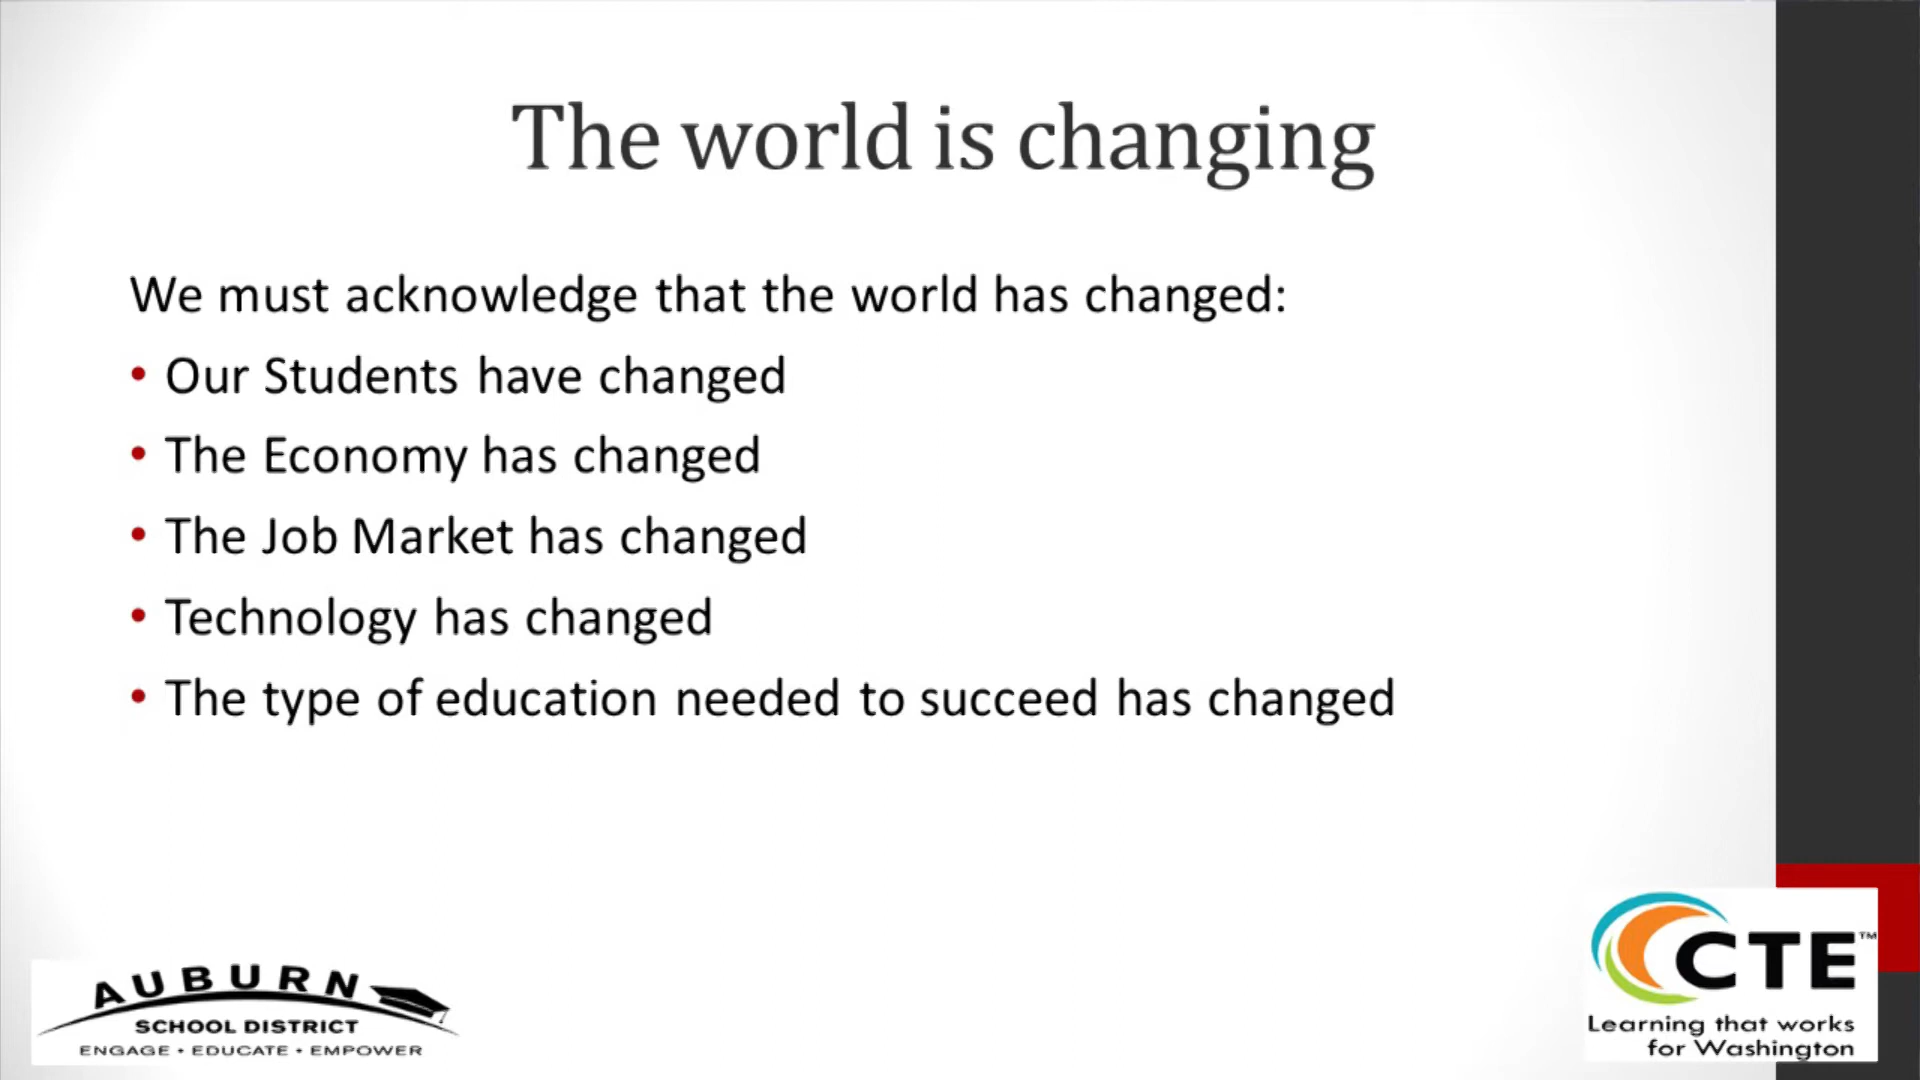 The world is changing
We must acknowledge that the world has changed:
• Our Students have changed
• The Economy has changed
• The Job Market has changed
• Technology has changed
• The type of education needed to succeed has changed
AUBURN
SCHOOL DISTRICT
ENGAGE • EDUCATE • EMPOWER
CTE™
Learning that works
for Washington